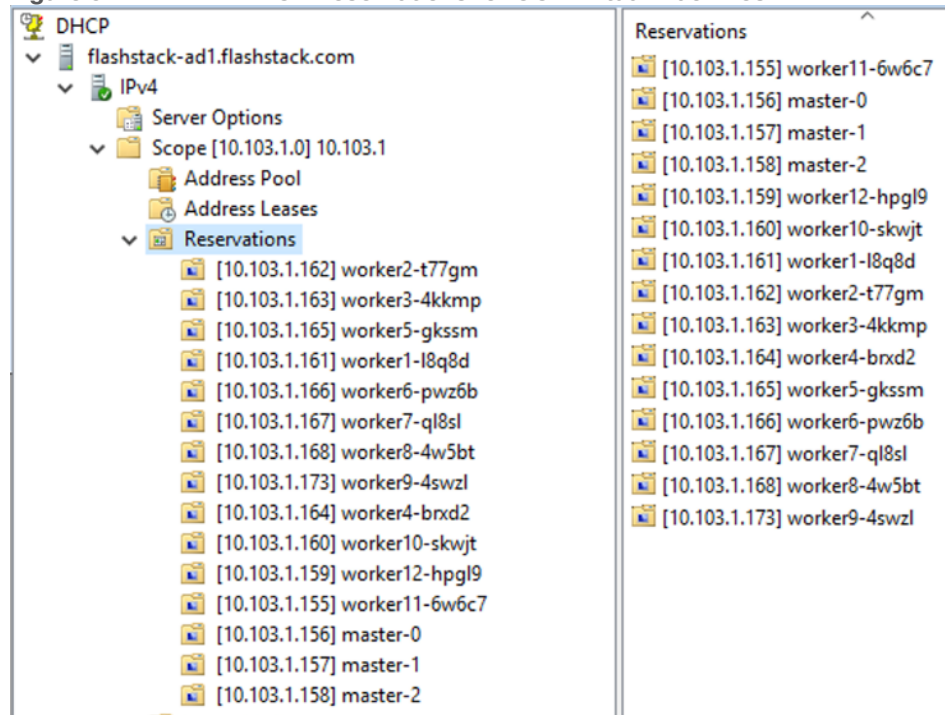 DHCP
flashstack-ad1.flashstack.com
IPv4
Server Options
Scope [10.103.1.0] 10.103.1
Address Pool
Address Leases
Reservations
[10.103.1.162] worker2-t77gm
[10.103.1.163] worker3-4kkmp
[10.103.1.165] worker5-gkssm
[10.103.1.161] worker1-l8q8d
[10.103.1.166] worker6-pwz6b
[10.103.1.167] worker7-ql8sl
[10.103.1.168] worker8-4w5bt
[10.103.1.173] worker9-4swzl
[10.103.1.164] worker4-brxd2
[10.103.1.160] worker10-skwjt
[10.103.1.159] worker12-hpgl9
[10.103.1.155] worker11-6w6c7
[10.103.1.156] master-0
[10.103.1.157] master-1
[10.103.1.158] master-2
Reservations
[10.103.1.155] worker11-6w6c7
[10.103.1.156] master-0
[10.103.1.157] master-1
[10.103.1.158] master-2
[10.103.1.159] worker12-hpgl9
[10.103.1.160] worker10-skwjt
[10.103.1.161] worker1-l8q8d
[10.103.1.162] worker2-t77gm
[10.103.1.163] worker3-4kkmp
[10.103.1.164] worker4-brxd2
[10.103.1.165] worker5-gkssm
[10.103.1.166] worker6-pwz6b
[10.103.1.167] worker7-ql8sl
[10.103.1.168] worker8-4w5bt
[10.103.1.173] worker9-4swzl